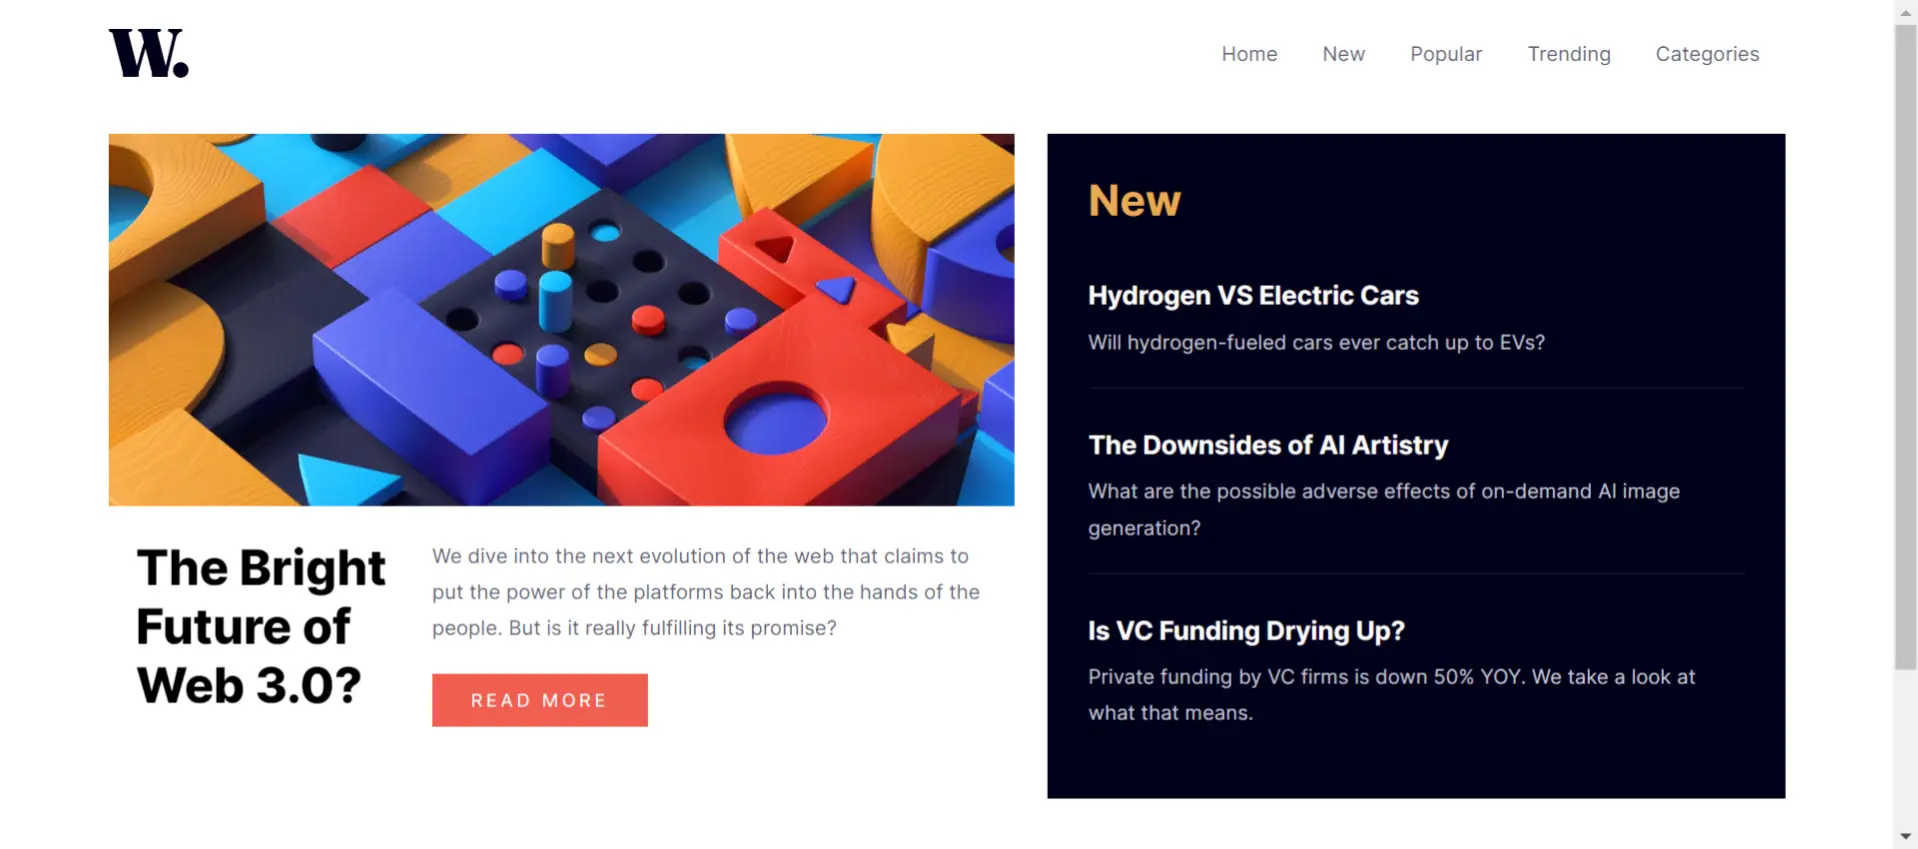 W.
Home
New
Popular
Trending
Categories
The Bright
Future of
Web 3.0?
We dive into the next evolution of the web that claims to
put the power of the platforms back into the hands of the
people. But is it really fulfilling its promise?
READ MORE
New
Hydrogen VS Electric Cars
Will hydrogen-fueled cars ever catch up to EVs?
The Downsides of AI Artistry
What are the possible adverse effects of on-demand AI image
generation?
Is VC Funding Drying Up?
Private funding by VC firms is down 50% YOY. We take a look at
what that means.